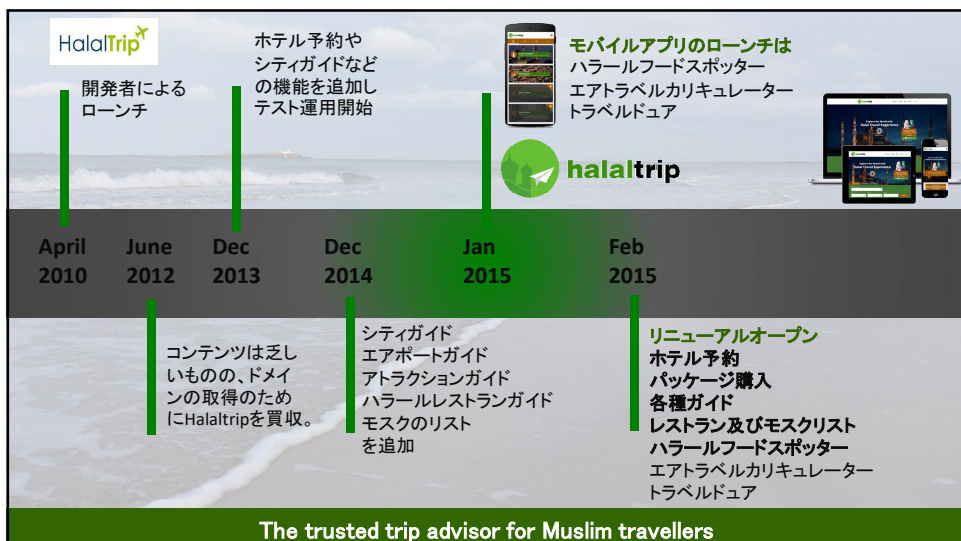 HalalTrip
開発者による
ローンチ
ホテル予約や
シティガイドなど
の機能を追加し
テスト運用開始
モバイルアプリのローンチは
ハラールフードスポッター
エアトラベルカリキュレーター
トラベルドュア
halaltrip
April
2010
June
2012
Dec
2013
Dec
2014
Jan
2015
Feb
2015
コンテンツは乏し
いものの、ドメイ
ンの取得のため
にHalaltripを買収。
シティガイド
エアポートガイド
アトラクションガイド
ハラールレストランガイド
モスクのリスト
を追加
リニューアルオープン
ホテル予約
パッケージ購入
各種ガイド
レストラン及びモスクリスト
ハラールフードスポッター
エアトラベルカリキュレーター
トラベルドュア
The trusted trip advisor for Muslim travellers